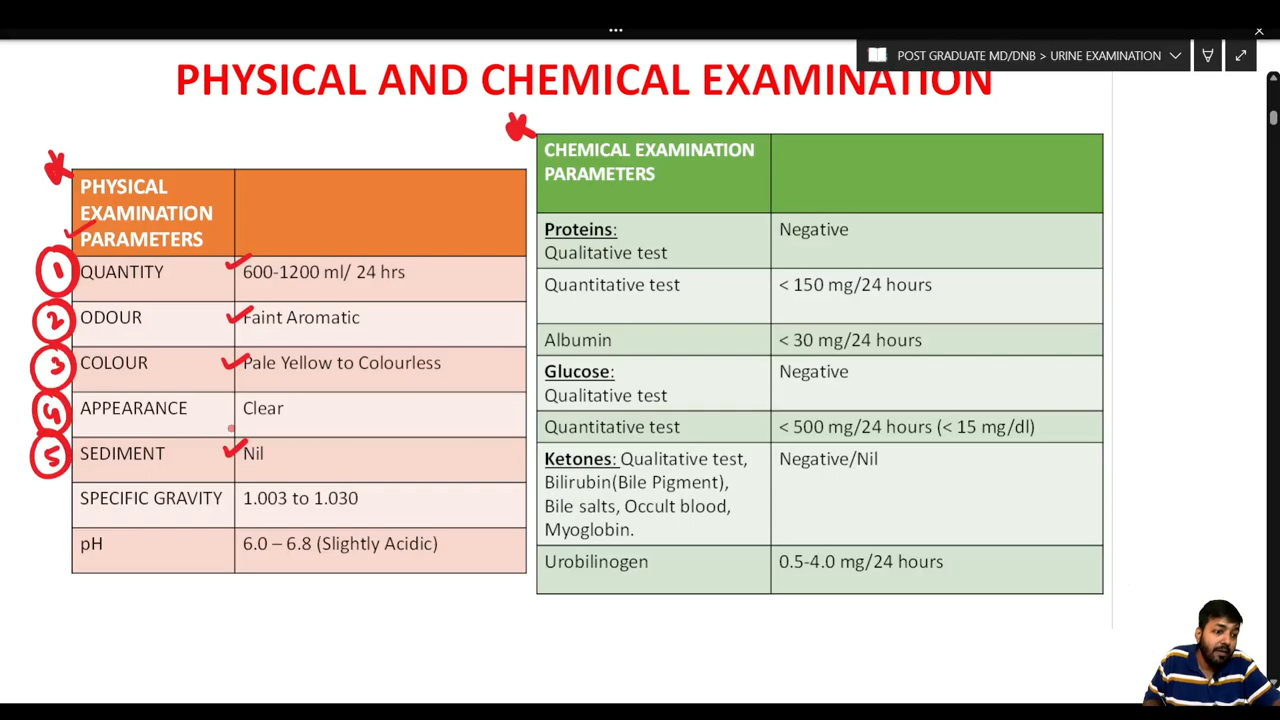 ...
POST GRADUATE MD/DNB > URINE EXAMINATION
PHYSICAL AND CHEMICAL EXAMINATION
PHYSICAL
EXAMINATION
PARAMETERS
1 QUANTITY 600-1200 ml/ 24 hrs
2 ODOUR Faint Aromatic
3 COLOUR Pale Yellow to Colourless
4 APPEARANCE Clear
5 SEDIMENT Nil
SPECIFIC GRAVITY 1.003 to 1.030
pH 6.0 – 6.8 (Slightly Acidic)
CHEMICAL EXAMINATION
PARAMETERS
Proteins: Negative
Qualitative test
Quantitative test < 150 mg/24 hours
Albumin < 30 mg/24 hours
Glucose: Negative
Qualitative test
Quantitative test < 500 mg/24 hours (< 15 mg/dl)
Ketones: Qualitative test, Negative/Nil
Bilirubin(Bile Pigment),
Bile salts, Occult blood,
Myoglobin.
Urobilinogen 0.5-4.0 mg/24 hours